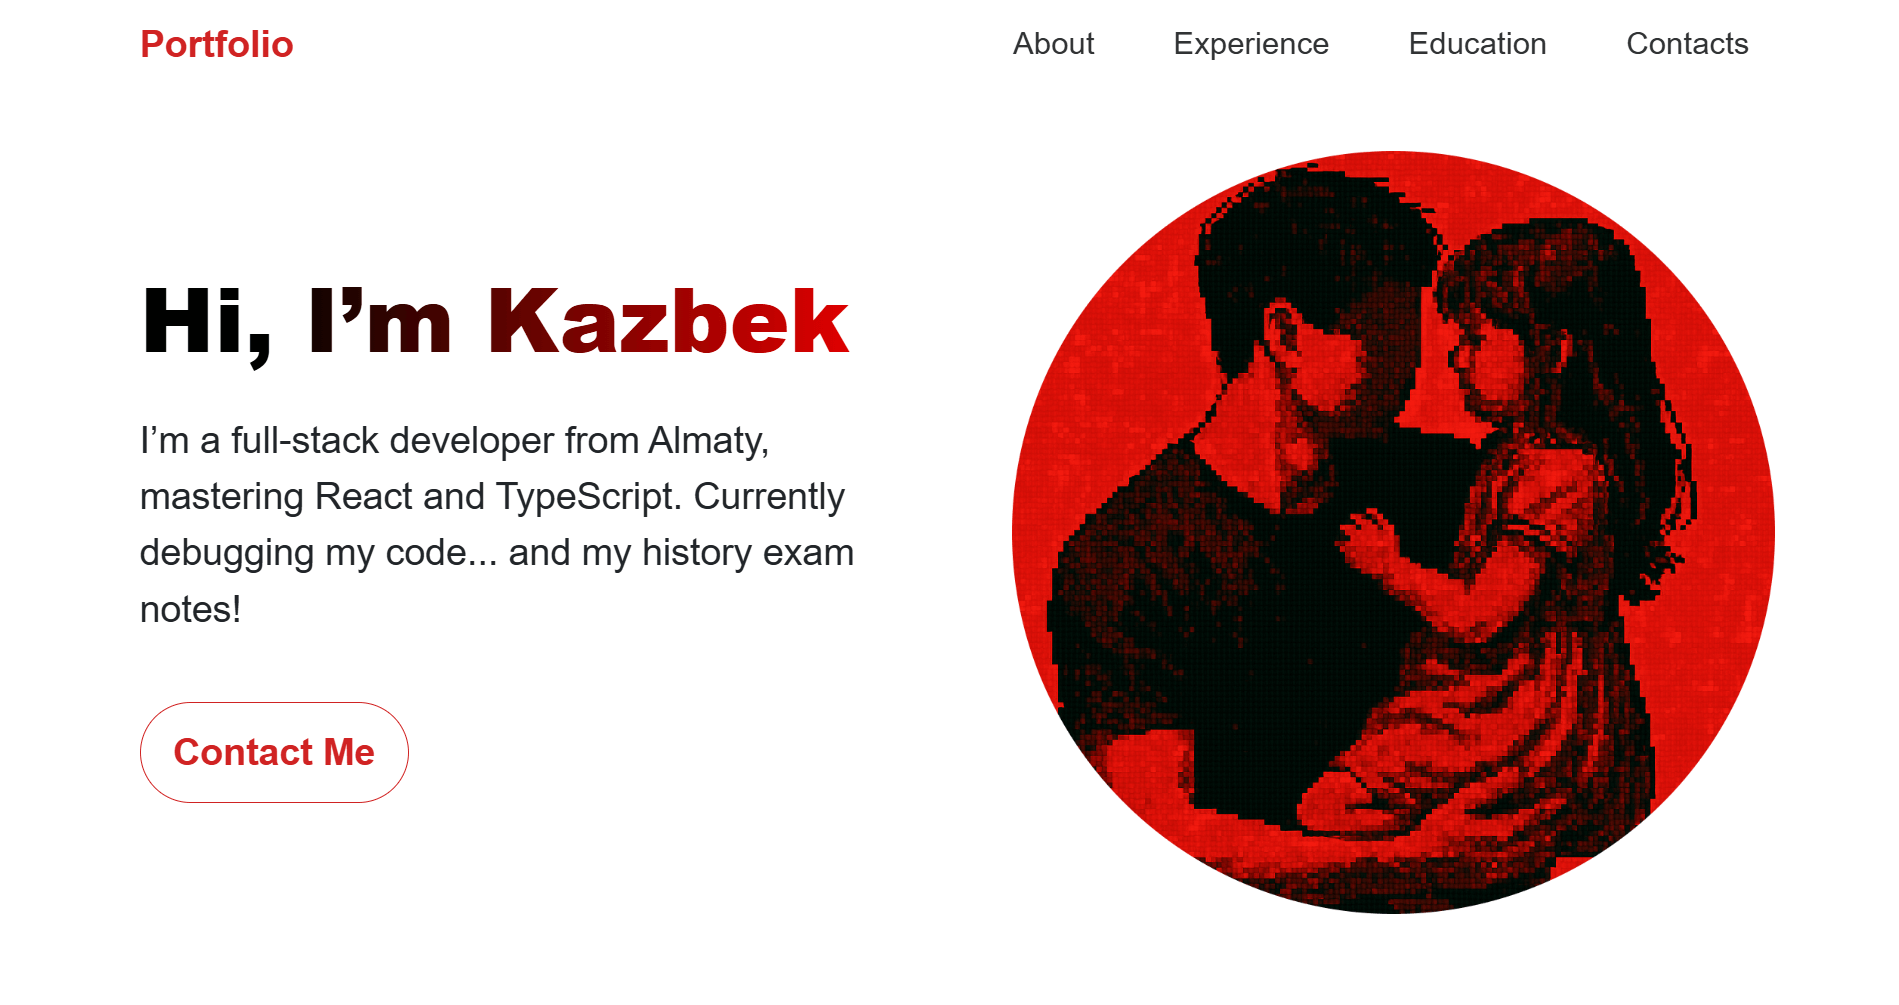 Portfolio
About
Experience
Education
Contacts
Hi, I’m Kazbek
I’m a full-stack developer from Almaty,
mastering React and TypeScript. Currently
debugging my code... and my history exam
notes!
Contact Me